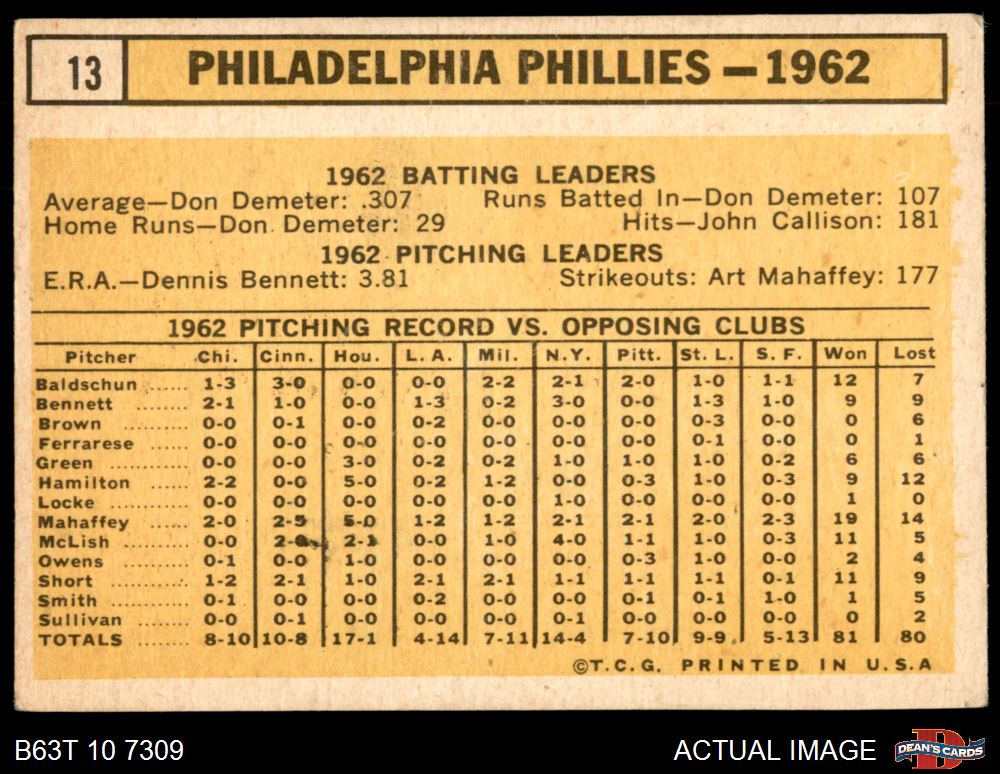 13 PHILADELPHIA PHILLIES — 1962
1962 BATTING LEADERS
Average—Don Demeter: .307 Runs Batted In—Don Demeter: 107
Home Runs—Don Demeter: 29 Hits—John Callison: 181
1962 PITCHING LEADERS
E.R.A.—Dennis Bennett: 3.81 Strikeouts: Art Mahaffey: 177
1962 PITCHING RECORD VS. OPPOSING CLUBS
Pitcher Chi. Cinn. Hou. L. A. Mil. N.Y. Pitt. St. L. S. F. Won Lost
Baldschun ...... 1-3 3-0 0-0 0-0 2-2 2-1 2-0 1-0 1-1 12 7
Bennett ........ 2-1 1-0 0-0 1-3 0-2 3-0 0-0 1-3 1-0 9 9
Brown .......... 0-0 0-1 0-0 0-2 0-0 0-0 0-0 0-3 0-0 0 6
Ferrarese ...... 0-0 0-0 0-0 0-0 0-0 0-0 0-0 0-1 0-0 0 1
Green ............ 0-0 0-0 3-0 0-2 0-2 1-0 1-0 1-0 0-2 6 6
Hamilton ....... 2-2 0-0 5-0 0-2 1-2 0-0 0-3 1-0 0-3 9 12
Locke ............ 0-0 0-0 0-0 0-0 0-0 1-0 0-0 0-0 0-0 1 0
Mahaffey ...... 2-0 2-5 5-0 1-2 1-2 2-1 2-1 2-0 2-3 19 14
McLish .......... 0-0 2-0 2-1 0-0 1-0 4-0 1-1 1-0 0-3 11 5
Owens .......... 0-1 0-0 1-0 0-0 0-0 0-0 0-3 1-0 0-0 2 4
Short ............ 1-2 2-1 1-0 2-1 2-1 1-1 1-1 1-1 0-1 11 9
Smith ............ 0-1 0-0 0-0 0-2 0-0 0-0 0-1 0-1 1-0 1 5
Sullivan ........ 0-0 0-0 0-0 0-0 0-0 0-1 0-0 0-0 0-0 0 2
TOTALS ........ 8-10 10-8 17-1 4-14 7-11 14-4 7-10 9-9 5-13 81 80
©T.C.G. PRINTED IN U.S.A
B63T 10 7309 ACTUAL IMAGE D DEAN'S CARDS